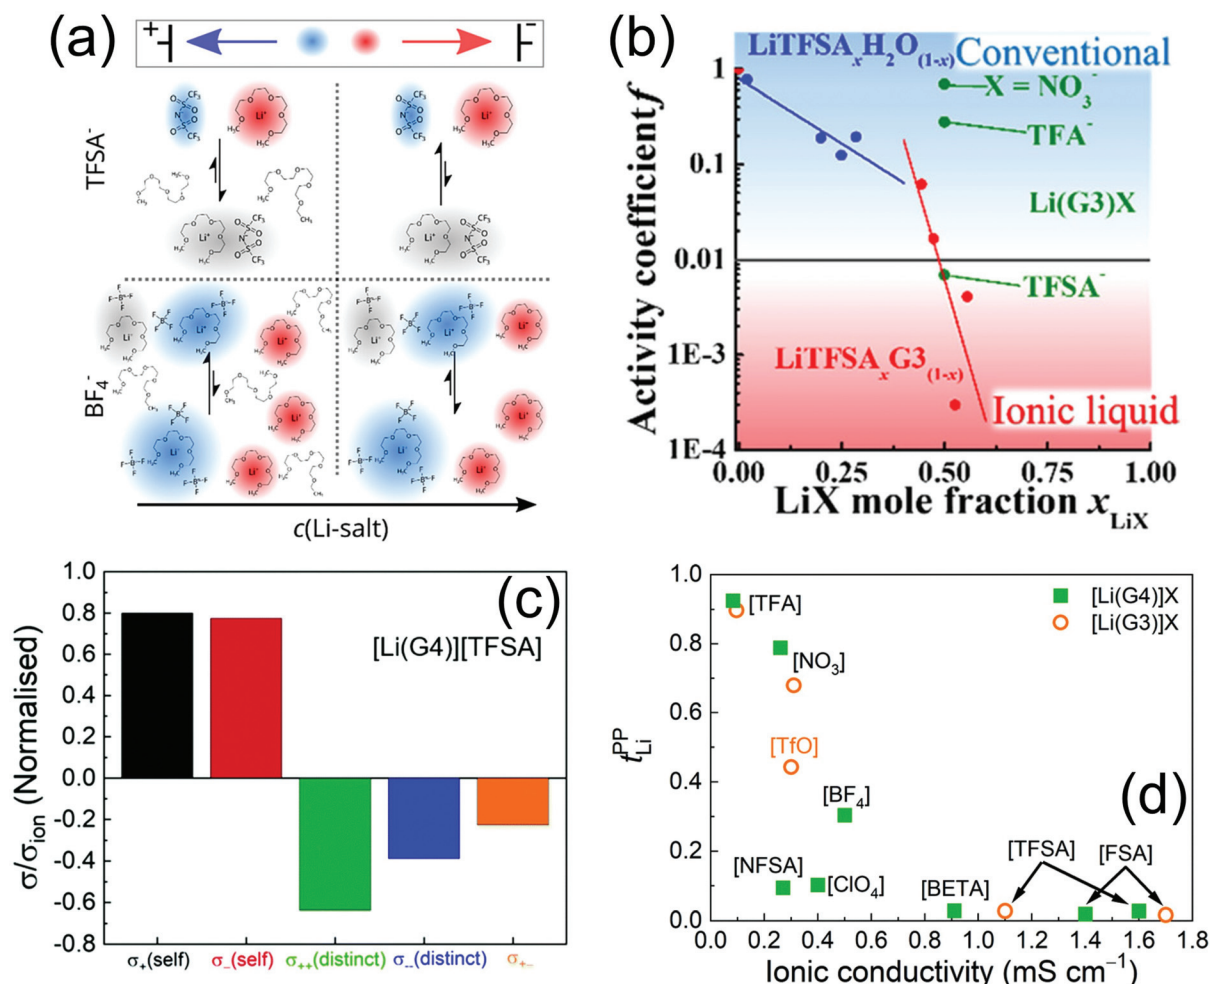 (a)
+
-
TFSA⁻
BF₄⁻
Li⁺
c(Li-salt)
(b)
LiTFSAₓH₂O₍₁₋ₓ₎
Conventional
X = NO₃⁻
TFA⁻
Li(G3)X
TFSA⁻
LiTFSAₓG3₍₁₋ₓ₎
Ionic liquid
Activity coefficient f
1
0.1
0.01
1E-3
1E-4
0.00 0.25 0.50 0.75 1.00
LiX mole fraction x_LiX
(c)
[Li(G4)][TFSA]
σ/σ_ion (Normalised)
1.0
0.8
0.6
0.4
0.2
0.0
-0.2
-0.4
-0.6
-0.8
σ₊(self) σ₋(self) σ₊₊(distinct) σ₋₋(distinct) σ₊₋
(d)
[Li(G4)]X
[Li(G3)]X
[TFA]
[NO₃]
[TfO]
[BF₄]
[TFSA] [FSA]
[NFSA] [ClO₄] [BETA]
t_Li^PP
1.0
0.8
0.6
0.4
0.2
0.0
0.0 0.2 0.4 0.6 0.8 1.0 1.2 1.4 1.6 1.8
Ionic conductivity (mS cm⁻¹)